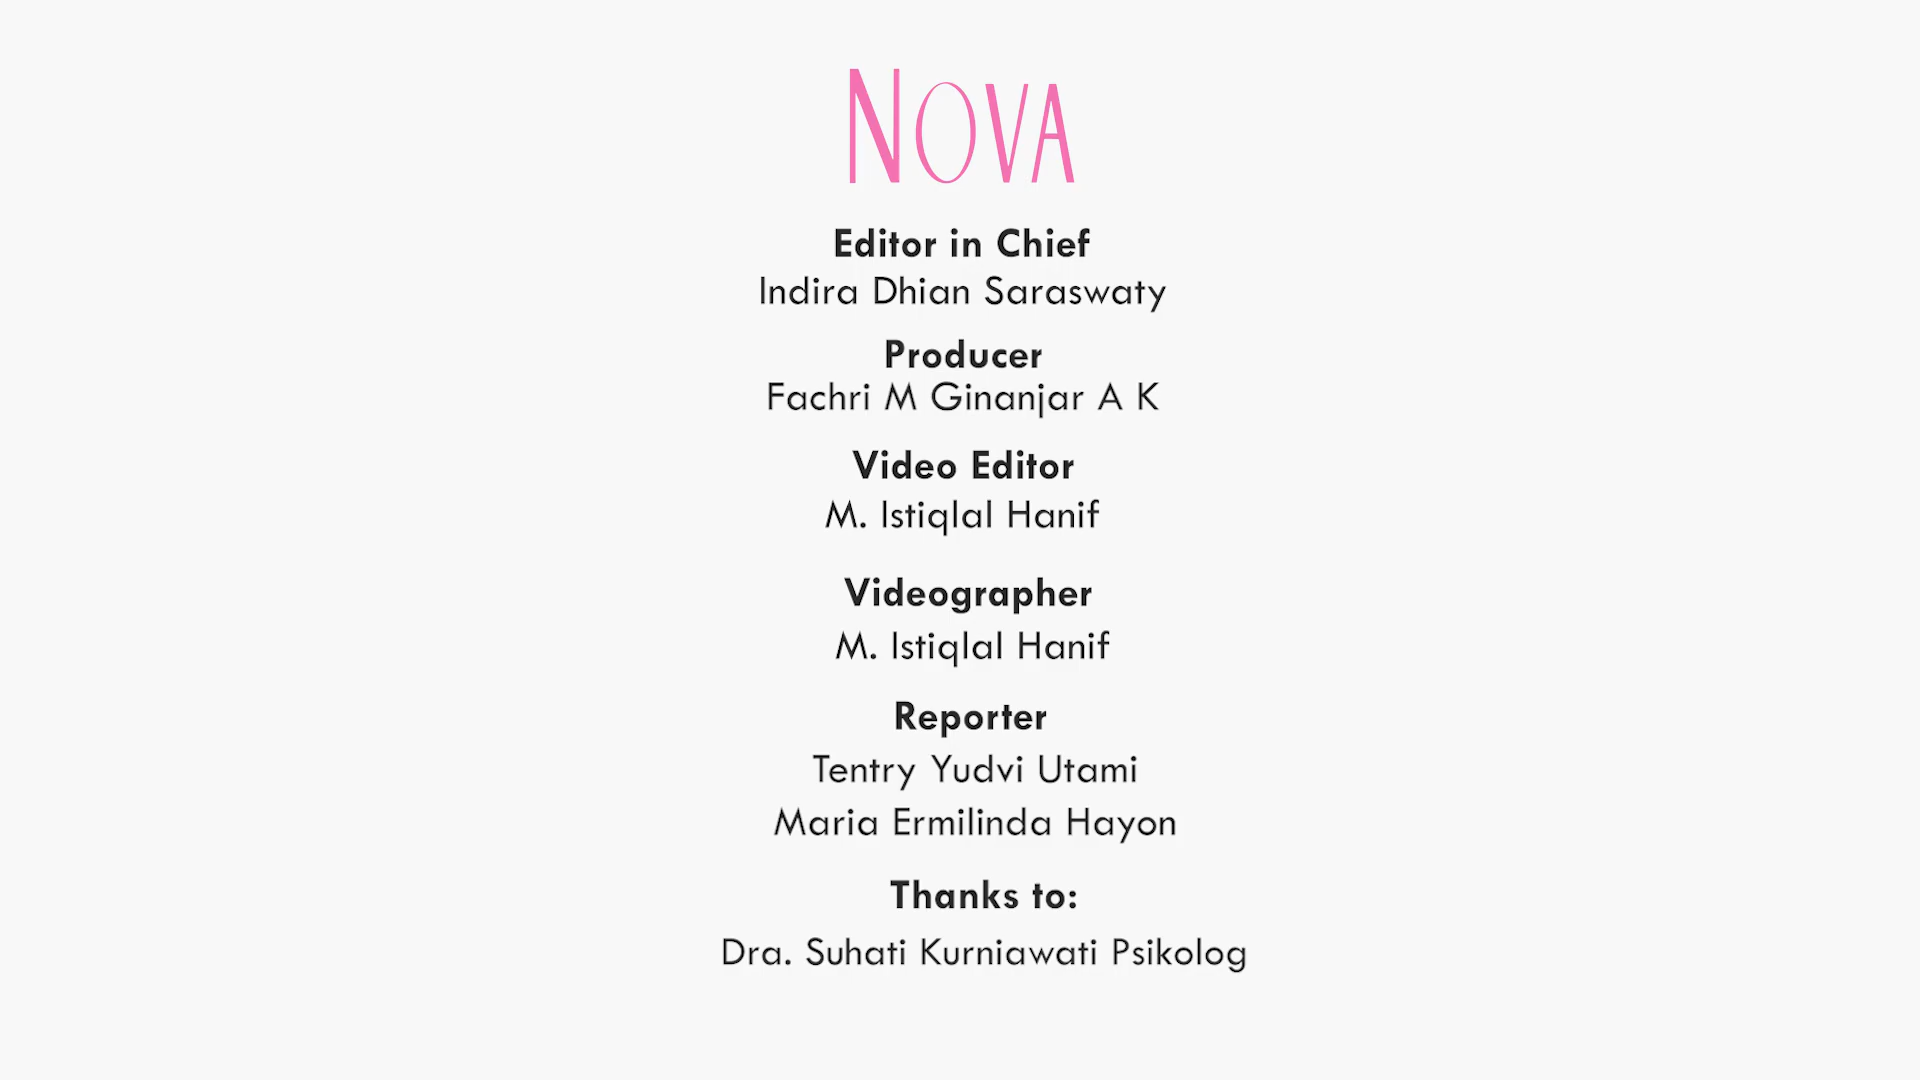 NOVA
Editor in Chief
Indira Dhian Saraswaty
Producer
Fachri M Ginanjar A K
Video Editor
M. Istiqlal Hanif
Videographer
M. Istiqlal Hanif
Reporter
Tentry Yudvi Utami
Maria Ermilinda Hayon
Thanks to:
Dra. Suhati Kurniawati Psikolog